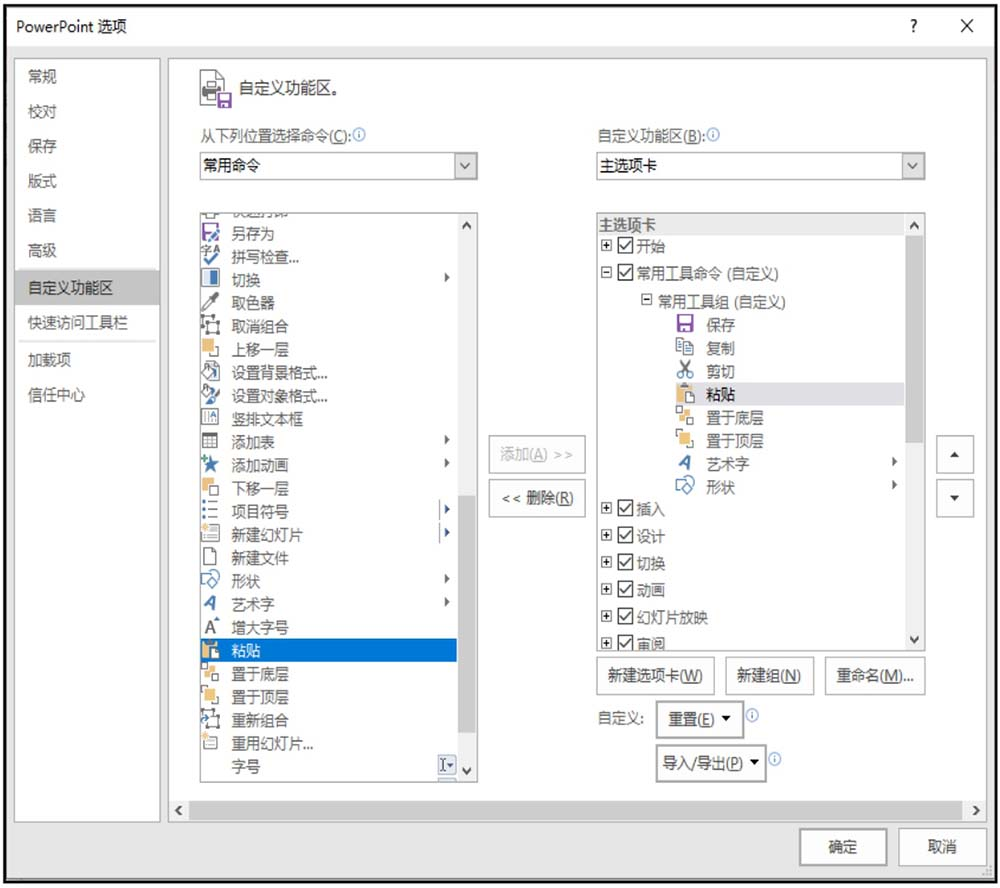 PowerPoint 选项
?
常规
校对
保存
版式
语言
高级
自定义功能区
快速访问工具栏
加载项
信任中心
自定义功能区。
从下列位置选择命令(C):
常用命令
另存为
拼写检查...
切换
取色器
取消组合
上移一层
设置背景格式...
设置对象格式...
竖排文本框
添加表
添加动画
下移一层
项目符号
新建幻灯片
新建文件
形状
艺术字
增大字号
粘贴
置于底层
置于顶层
重新组合
重用幻灯片...
字号
添加(A) >>
<< 删除(R)
自定义功能区(B):
主选项卡
主选项卡
开始
常用工具命令 (自定义)
常用工具组 (自定义)
保存
复制
剪切
粘贴
置于底层
置于顶层
艺术字
形状
插入
设计
切换
动画
幻灯片放映
审阅
新建选项卡(W)
新建组(N)
重命名(M)...
自定义:
重置(E)
导入/导出(P)
确定
取消